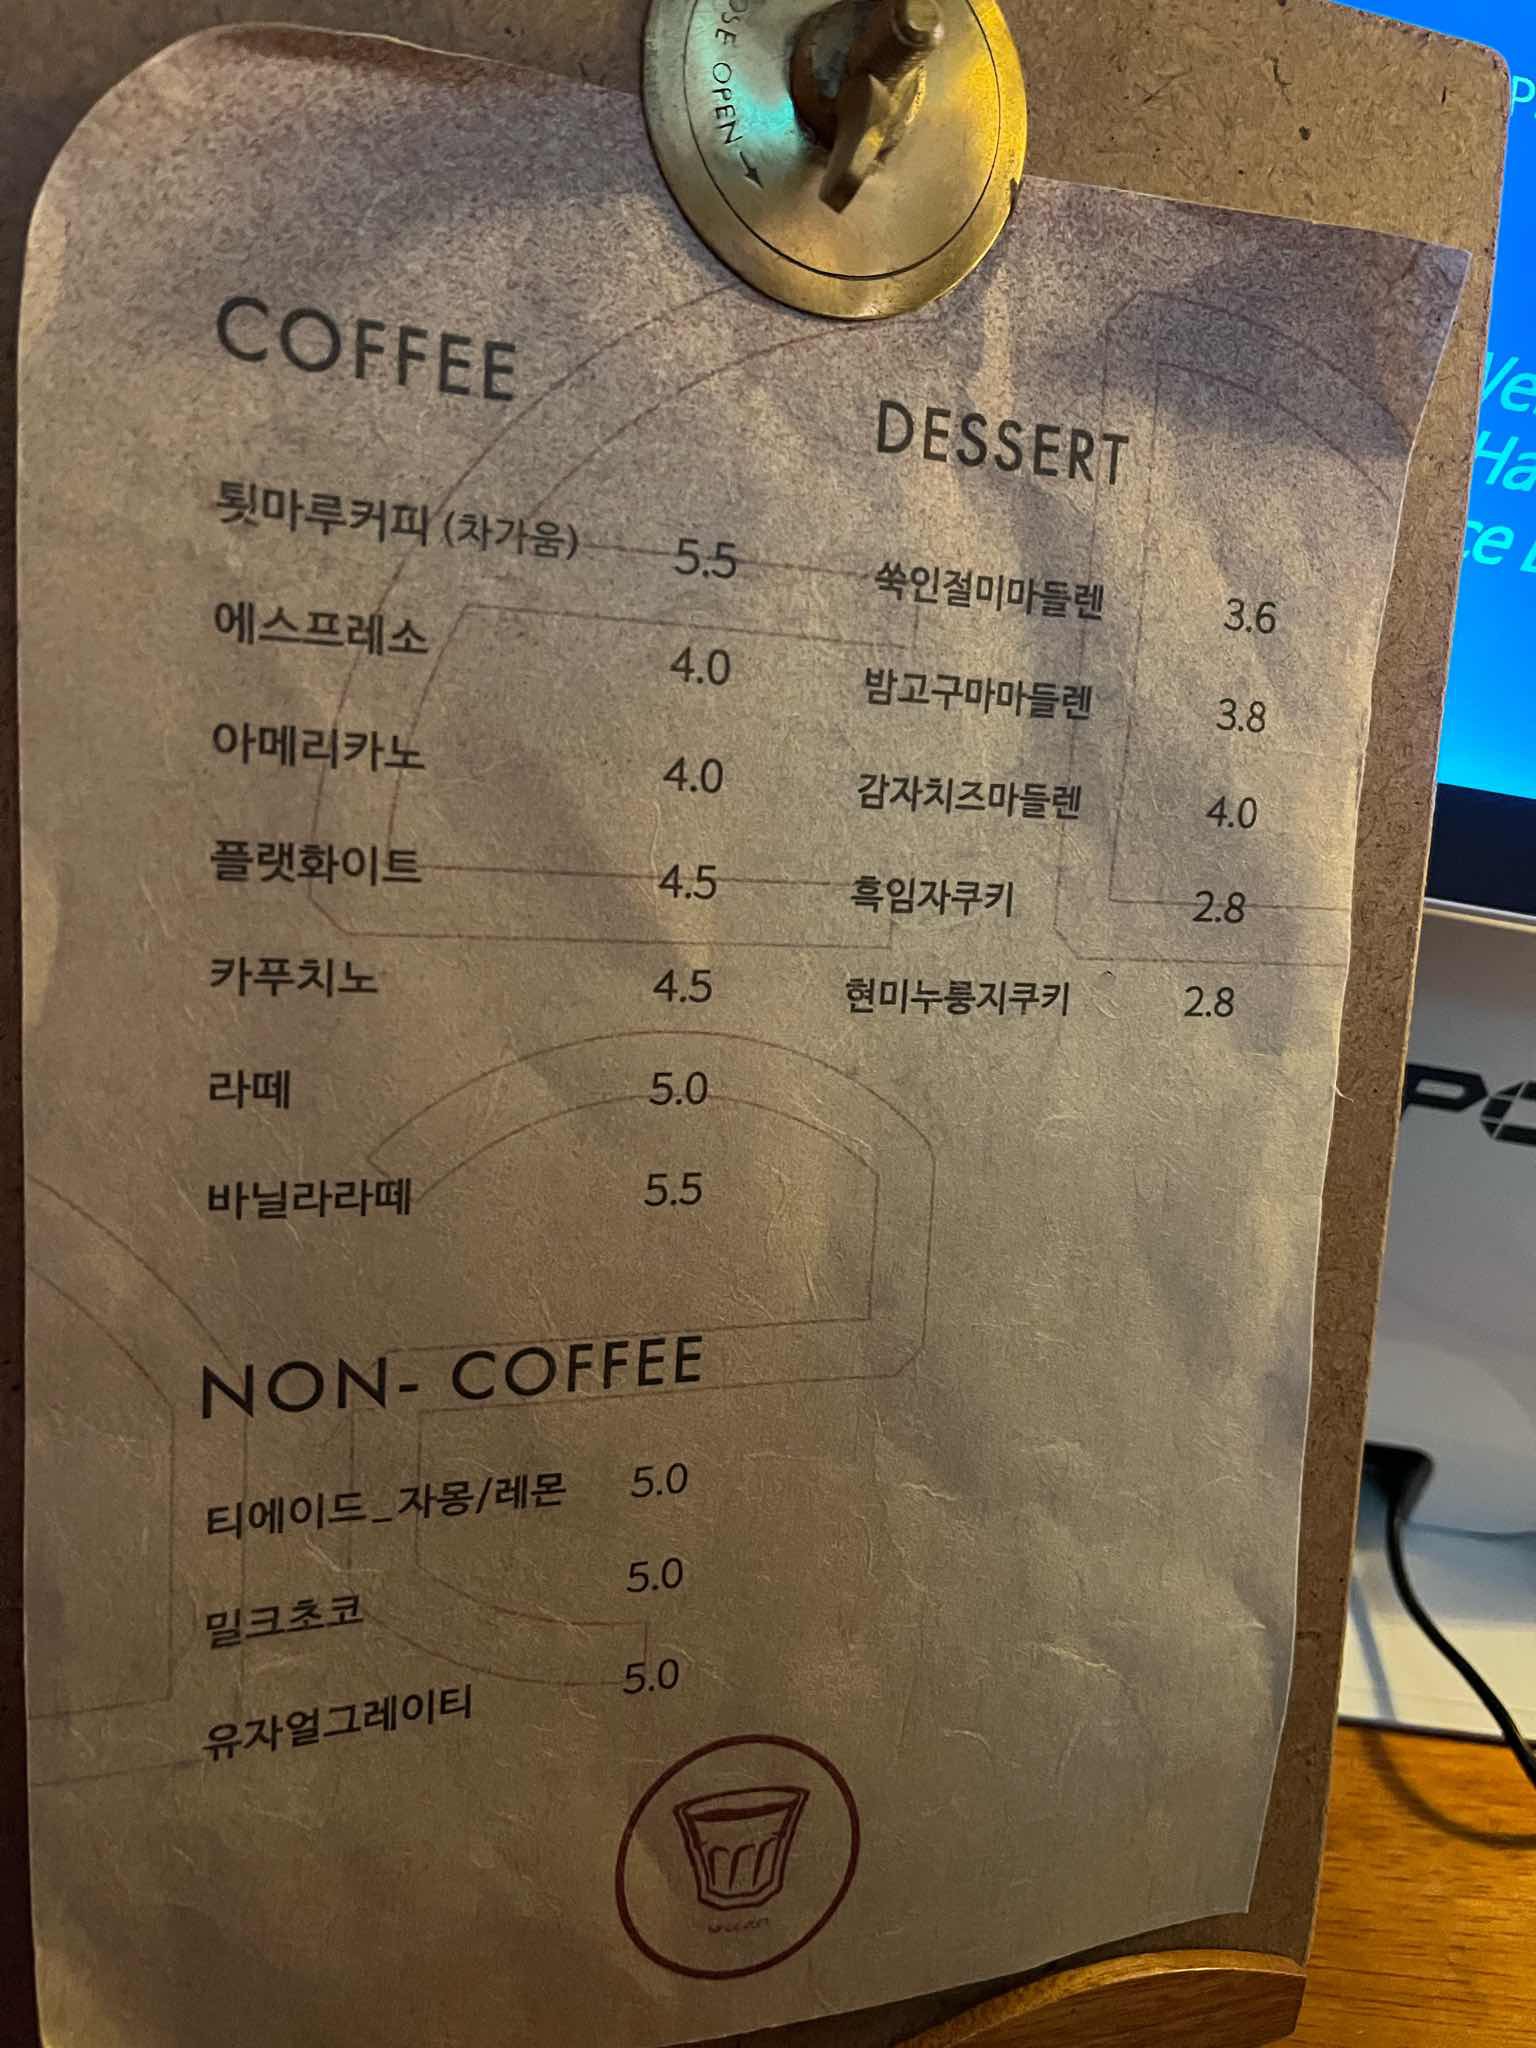 OSE OPEN →
COFFEE
툇마루커피 (차가움) 5.5
에스프레소 4.0
아메리카노 4.0
플랫화이트 4.5
카푸치노 4.5
라떼 5.0
바닐라라떼 5.5
NON- COFFEE
티에이드_자몽/레몬 5.0
밀크초코 5.0
유자얼그레이티 5.0
DESSERT
쑥인절미마들렌 3.6
밤고구마마들렌 3.8
감자치즈마들렌 4.0
흑임자쿠키 2.8
현미누룽지쿠키 2.8